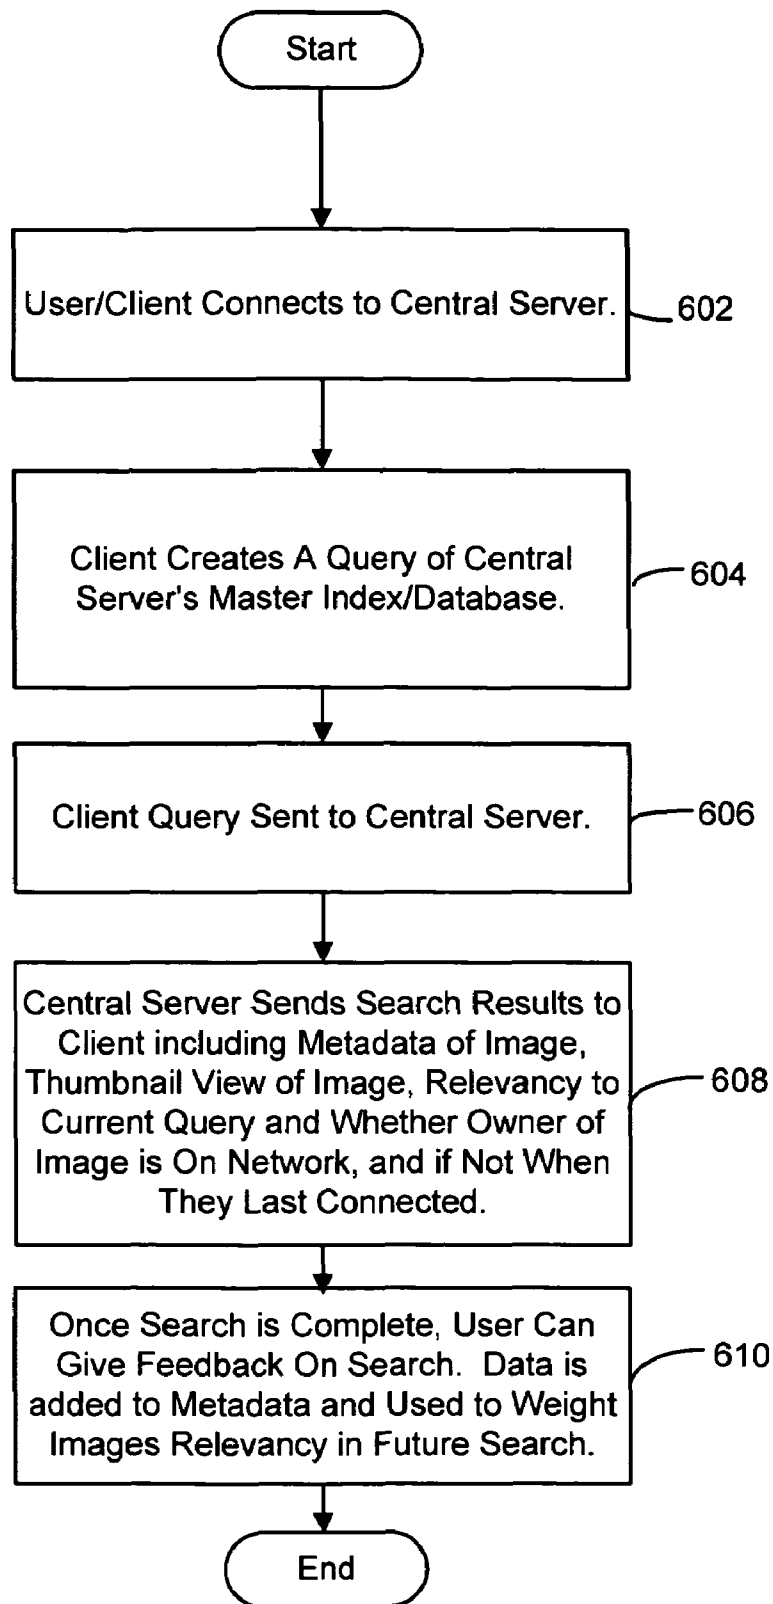 Start
User/Client Connects to Central Server.
602
Client Creates A Query of Central
Server's Master Index/Database.
604
Client Query Sent to Central Server.
606
Central Server Sends Search Results to
Client including Metadata of Image,
Thumbnail View of Image, Relevancy to
Current Query and Whether Owner of
Image is On Network, and if Not When
They Last Connected.
608
Once Search is Complete, User Can
Give Feedback On Search. Data is
added to Metadata and Used to Weight
Images Relevancy in Future Search.
610
End